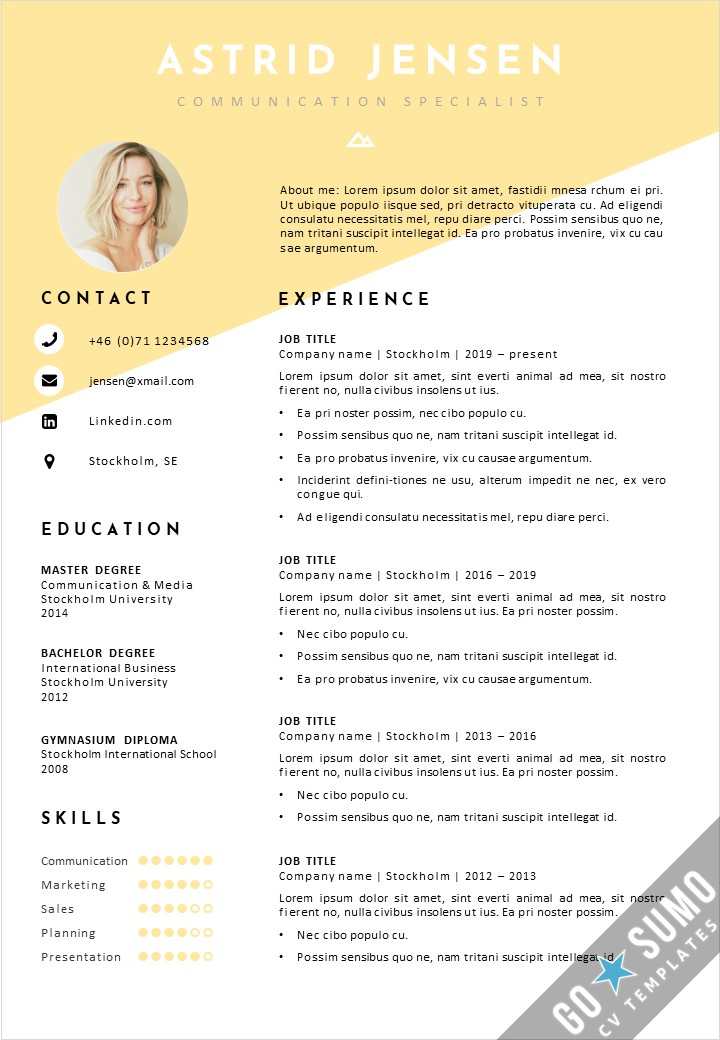 ASTRID JENSEN
COMMUNICATION SPECIALIST
About me: Lorem ipsum dolor sit amet, fastidii mnesa rchum ei pri.
Ut ubique populo iisque sed, pri detracto vituperata cu. Ad eligendi
consulatu necessitatis mel, repu diare perci. Possim sensibus quo ne,
nam tritani suscipit intellegat id. Ea pro probatus invenire, vix cu cau
sae argumentum.
CONTACT
+46 (0)71 1234568
jensen@xmail.com
Linkedin.com
Stockholm, SE
EDUCATION
MASTER DEGREE
Communication & Media
Stockholm University
2014
BACHELOR DEGREE
International Business
Stockholm University
2012
GYMNASIUM DIPLOMA
Stockholm International School
2008
SKILLS
Communication
Marketing
Sales
Planning
Presentation
EXPERIENCE
JOB TITLE
Company name | Stockholm | 2019 – present
Lorem ipsum dolor sit amet, sint everti animal ad mea, sit suscipit
fierent no, nulla civibus insolens ut ius.
• Ea pri noster possim, nec cibo populo cu.
• Possim sensibus quo ne, nam tritani suscipit intellegat id.
• Ea pro probatus invenire, vix cu causae argumentum.
• Inciderint defini-tiones ne usu, alterum impedit ne nec, ex vero
congue qui.
• Ad eligendi consulatu necessitatis mel, repu diare perci.
JOB TITLE
Company name | Stockholm | 2016 – 2019
Lorem ipsum dolor sit amet, sint everti animal ad mea, sit nostro
fierent no, nulla civibus insolens ut ius. Ea pri noster possim.
• Nec cibo populo cu.
• Possim sensibus quo ne, nam tritani suscipit intellegat id.
• Ea pro probatus invenire, vix cu causae argumentum.
JOB TITLE
Company name | Stockholm | 2013 – 2016
Lorem ipsum dolor sit amet, sint everti animal ad mea, sit nostro
fierent no, nulla civibus insolens ut ius. Ea pri noster possim.
• Nec cibo populo cu.
• Possim sensibus quo ne, nam tritani suscipit intellegat id.
JOB TITLE
Company name | Stockholm | 2012 – 2013
Lorem ipsum dolor sit amet, sint everti animal ad mea, sit nostro
fierent no, nulla civibus insolens ut ius. Ea pri noster possim.
• Nec cibo populo cu.
• Possim sensibus quo ne, nam tritani suscipit intellegat id.
GO SUMO
CV TEMPLATES